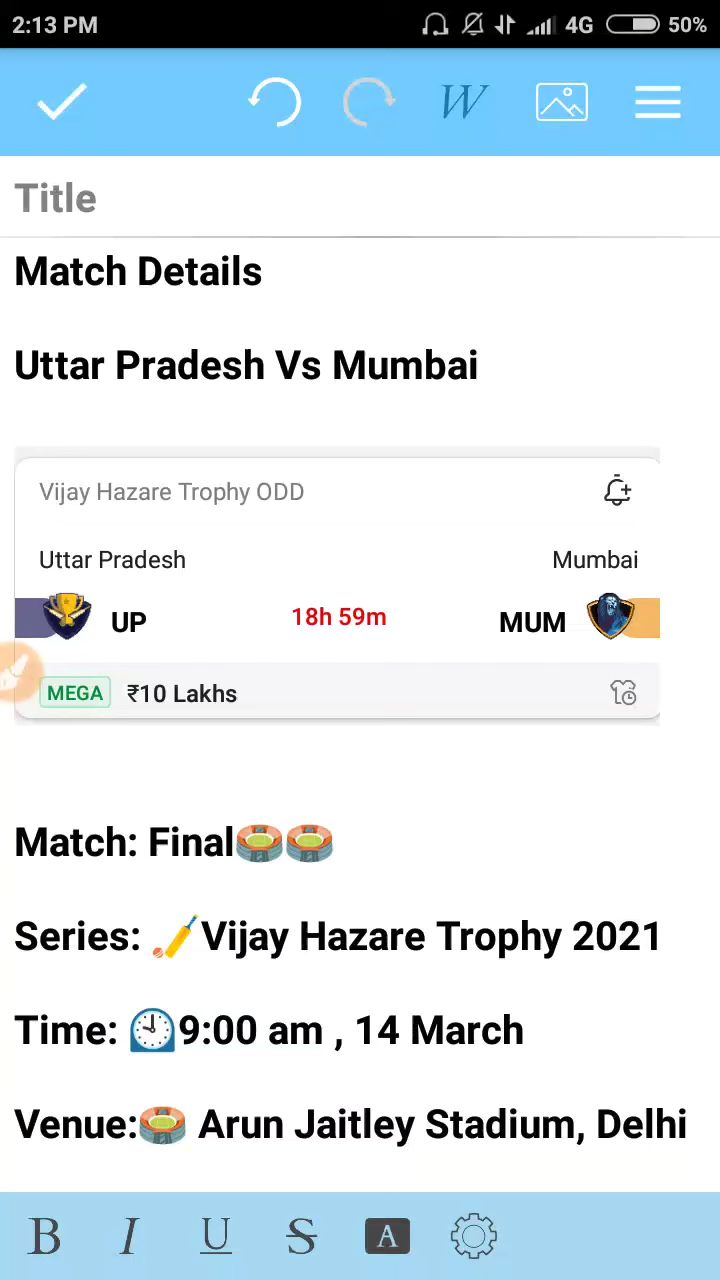 2:13 PM 4G 50%
W
Title
Match Details
Uttar Pradesh Vs Mumbai
Vijay Hazare Trophy ODD
Uttar Pradesh Mumbai
UP 18h 59m MUM
MEGA ₹10 Lakhs
Match: Final🏟️🏟️
Series: 🏏Vijay Hazare Trophy 2021
Time: 🕘9:00 am , 14 March
Venue:🏟️ Arun Jaitley Stadium, Delhi
B I U S A